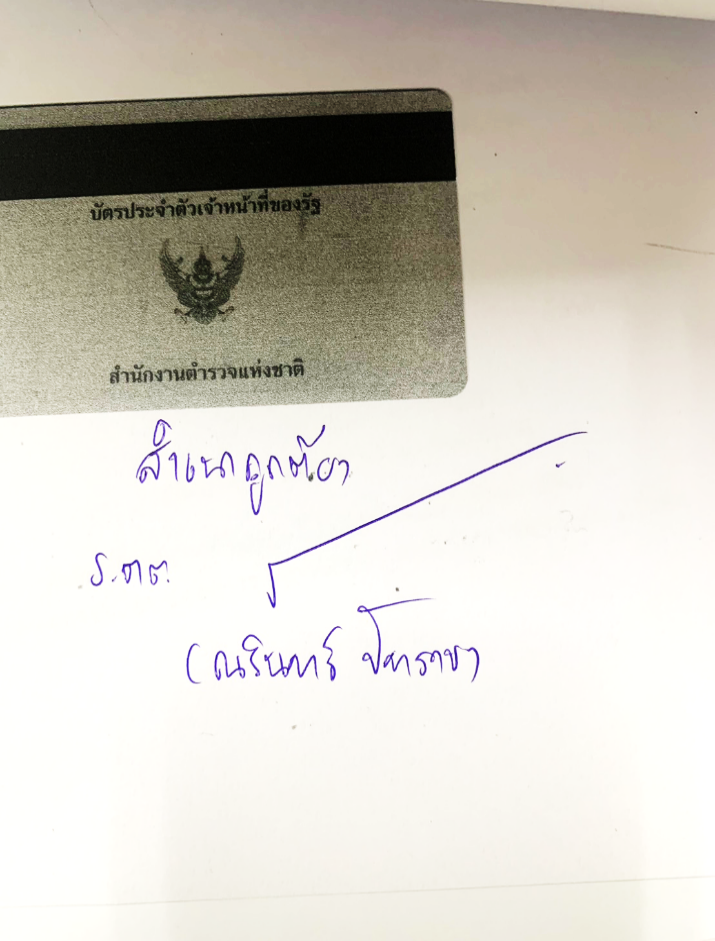 บัตรประจำตัวเจ้าหน้าที่ของรัฐ
สำนักงานตำรวจแห่งชาติ
สำเนาถูกต้อง
ร.ต.ต.
(ณรินทร์